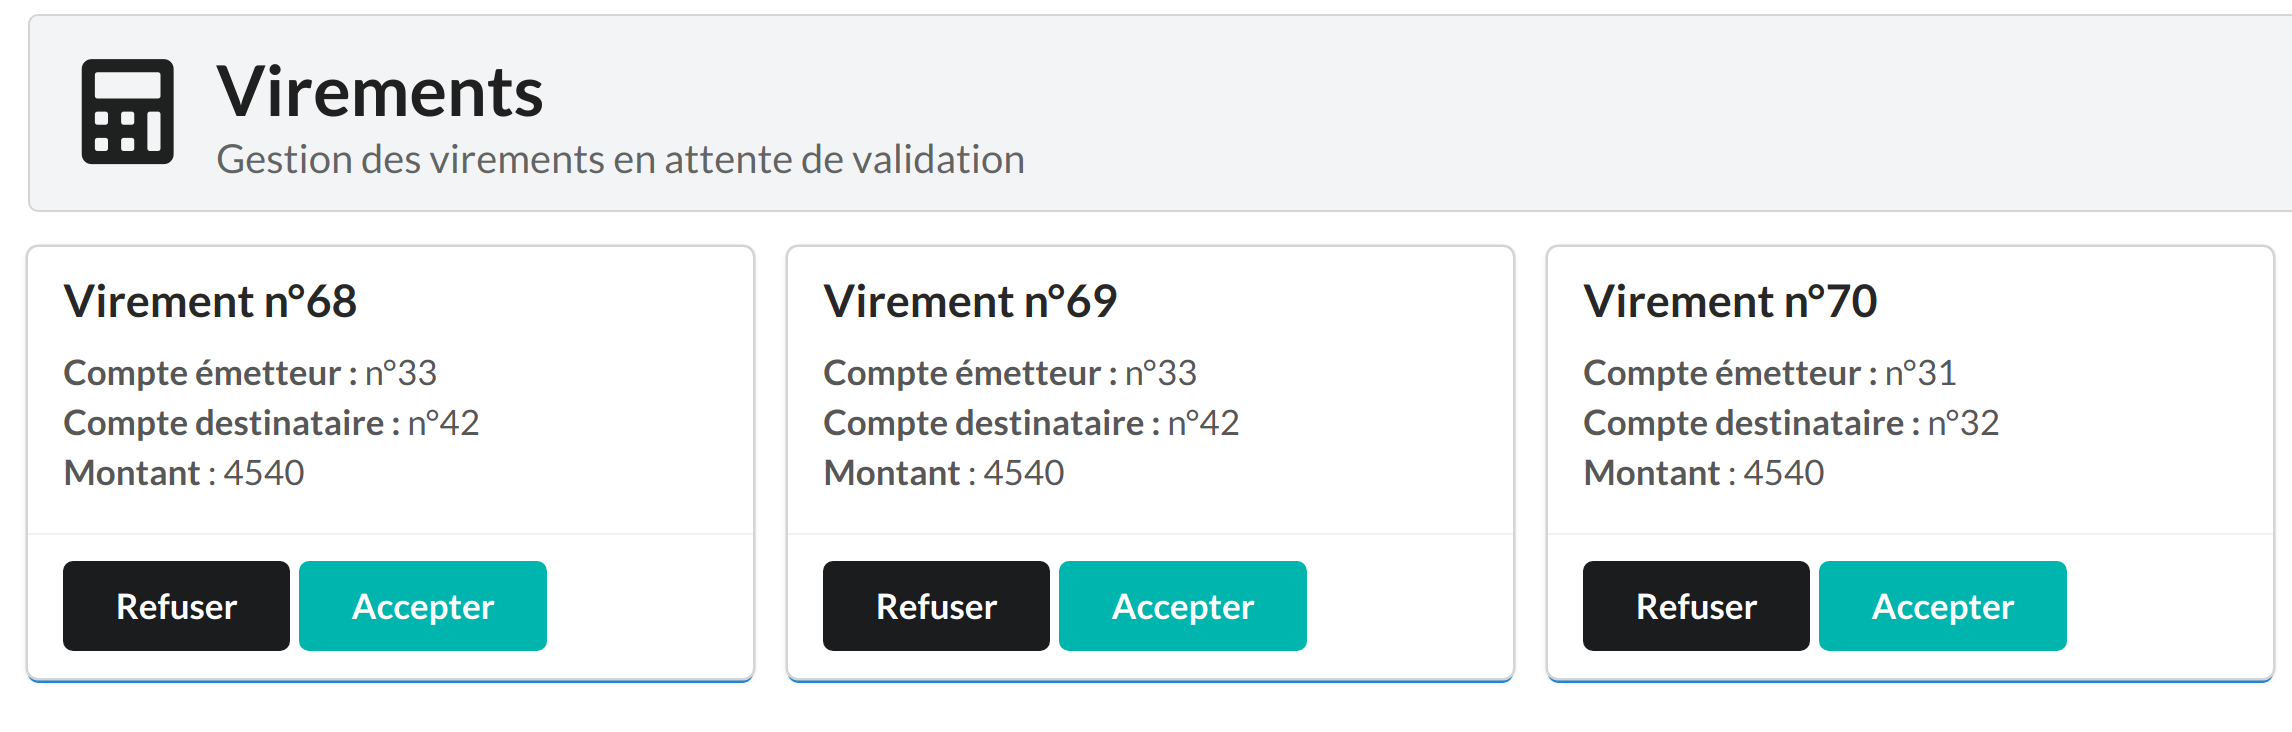 Virements
Gestion des virements en attente de validation
Virement n°68
Compte émetteur : n°33
Compte destinataire : n°42
Montant : 4540
Refuser
Accepter
Virement n°69
Compte émetteur : n°33
Compte destinataire : n°42
Montant : 4540
Refuser
Accepter
Virement n°70
Compte émetteur : n°31
Compte destinataire : n°32
Montant : 4540
Refuser
Accepter